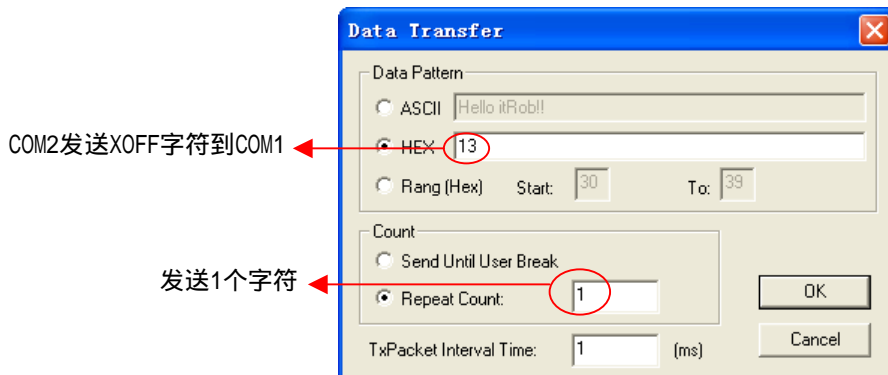 Data Transfer
Data Pattern
ASCII Hello itRob!!
COM2发送XOFF字符到COM1
HEX 13
Rang (Hex) Start: 30 To: 39
Count
Send Until User Break
发送1个字符
Repeat Count: 1
OK
TxPacket Interval Time: 1 (ms)
Cancel